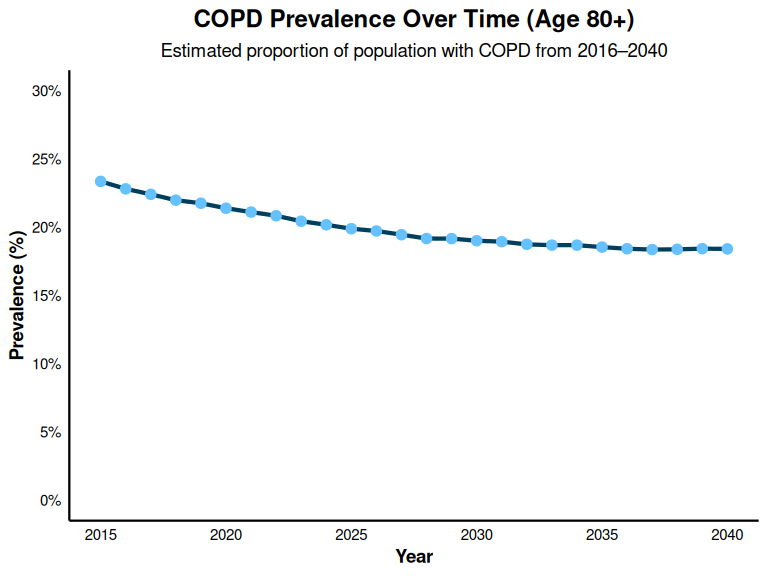 COPD Prevalence Over Time (Age 80+)
Estimated proportion of population with COPD from 2016–2040
30%
25%
20%
15%
10%
5%
0%
Prevalence (%)
2015 2020 2025 2030 2035 2040
Year